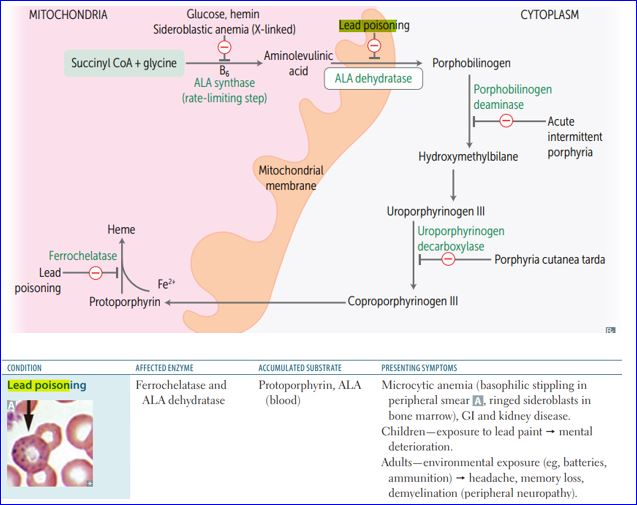 MITOCHONDRIA
CYTOPLASM
Glucose, hemin
Sideroblastic anemia (X-linked)
Lead poisoning
Succinyl CoA + glycine
B₆
ALA synthase
(rate-limiting step)
Aminolevulinic
acid
ALA dehydratase
Porphobilinogen
Porphobilinogen
deaminase
Acute
intermittent
porphyria
Hydroxymethylbilane
Mitochondrial
membrane
Uroporphyrinogen III
Uroporphyrinogen
decarboxylase
Porphyria cutanea tarda
Coproporphyrinogen III
Heme
Ferrochelatase
Lead
poisoning
Fe²⁺
Protoporphyrin
CONDITION AFFECTED ENZYME ACCUMULATED SUBSTRATE PRESENTING SYMPTOMS
Lead poisoning
A
Ferrochelatase and
ALA dehydratase
Protoporphyrin, ALA
(blood)
Microcytic anemia (basophilic stippling in
peripheral smear A, ringed sideroblasts in
bone marrow), GI and kidney disease.
Children—exposure to lead paint → mental
deterioration.
Adults—environmental exposure (eg, batteries,
ammunition) → headache, memory loss,
demyelination (peripheral neuropathy).